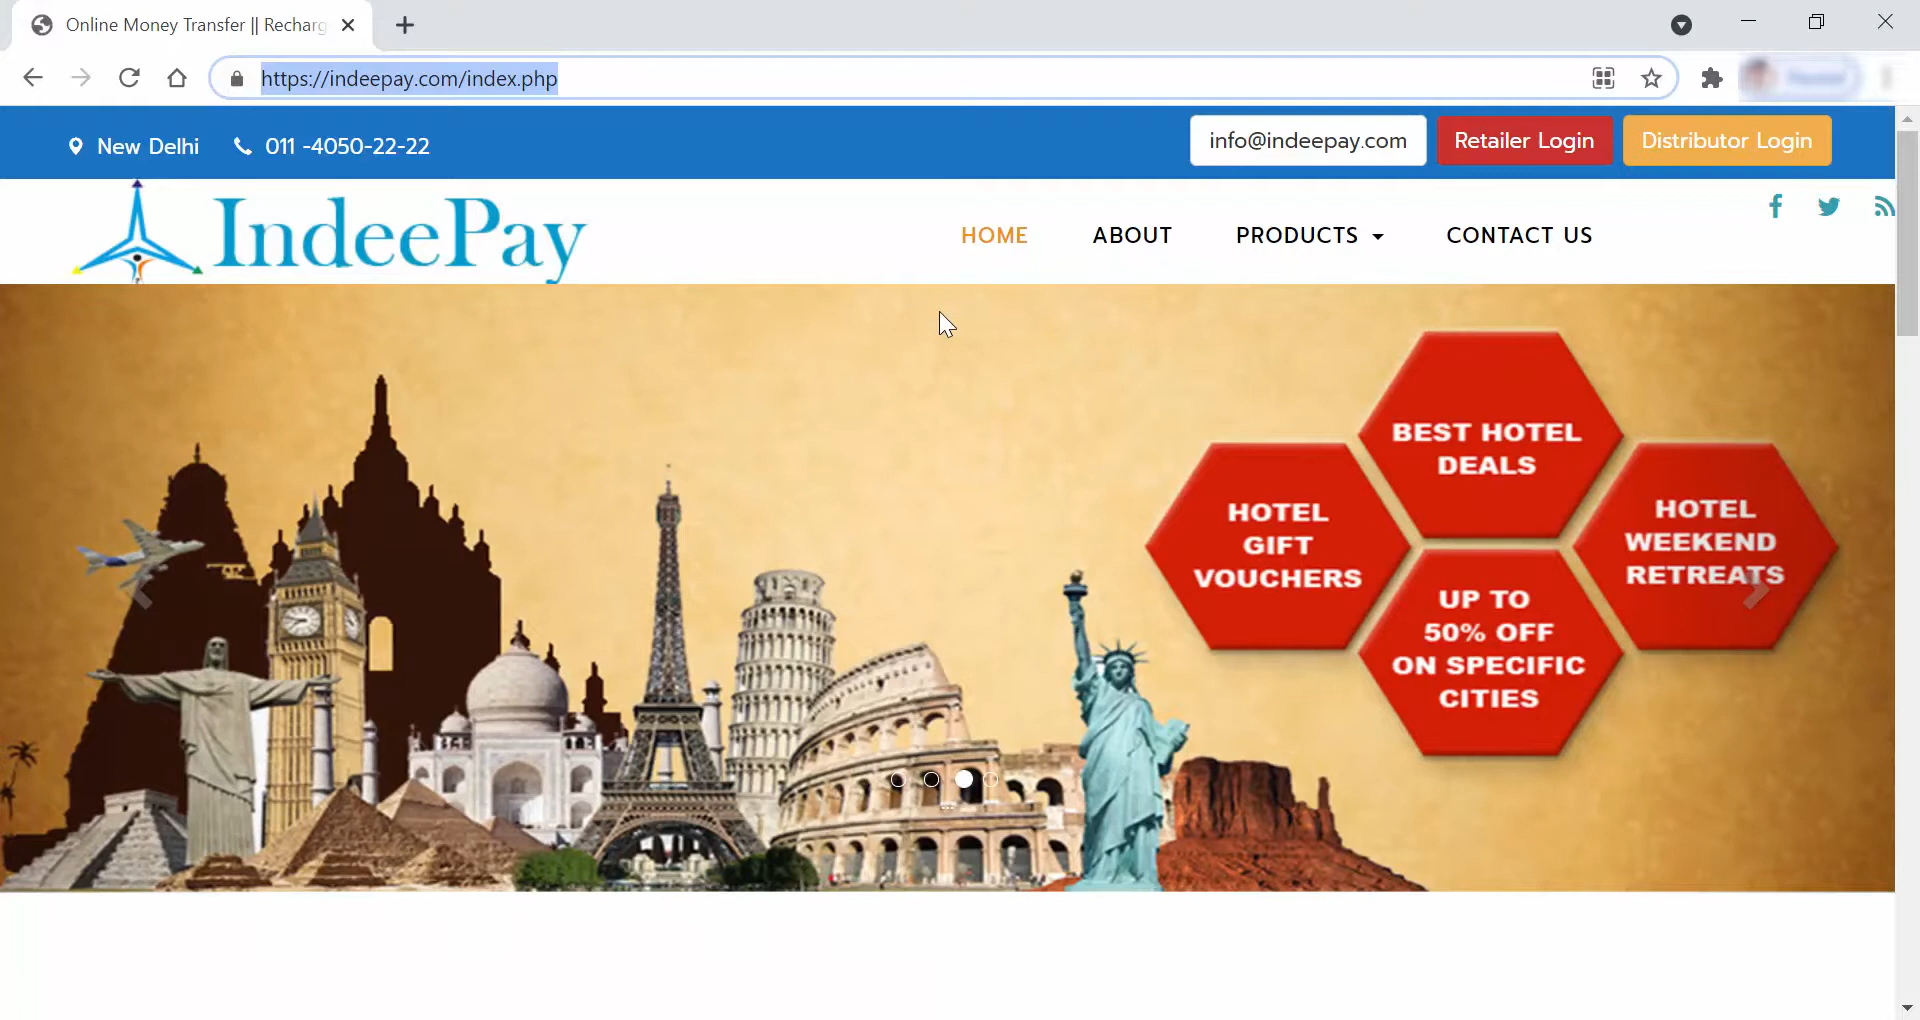 Online Money Transfer || Recharg
https://indeepay.com/index.php
New Delhi 011 -4050-22-22
info@indeepay.com Retailer Login Distributor Login
IndeePay
HOME ABOUT PRODUCTS CONTACT US
BEST HOTEL
DEALS
HOTEL
GIFT
VOUCHERS
HOTEL
WEEKEND
RETREATS
UP TO
50% OFF
ON SPECIFIC
CITIES